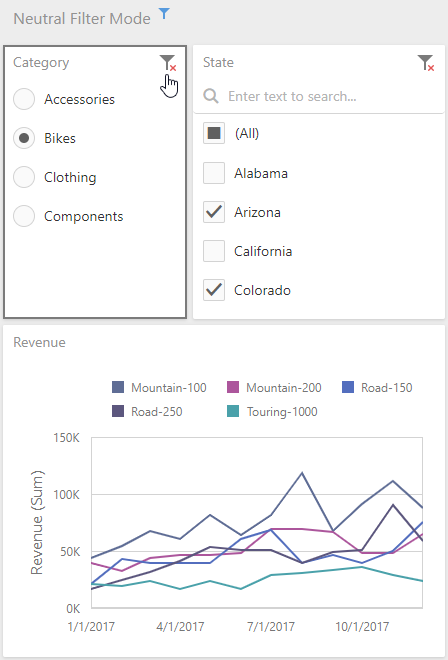 Neutral Filter Mode
Category
Accessories
Bikes
Clothing
Components
State
Enter text to search...
(All)
Alabama
Arizona
California
Colorado
Revenue
Mountain-100 Mountain-200 Road-150
Road-250 Touring-1000
Revenue (Sum)
150K
100K
50K
0K
1/1/2017 4/1/2017 7/1/2017 10/1/2017